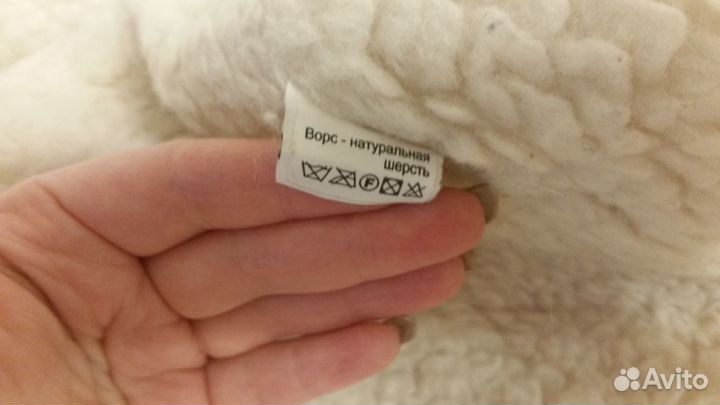 Ворс - натуральная
шерсть
F
Avito